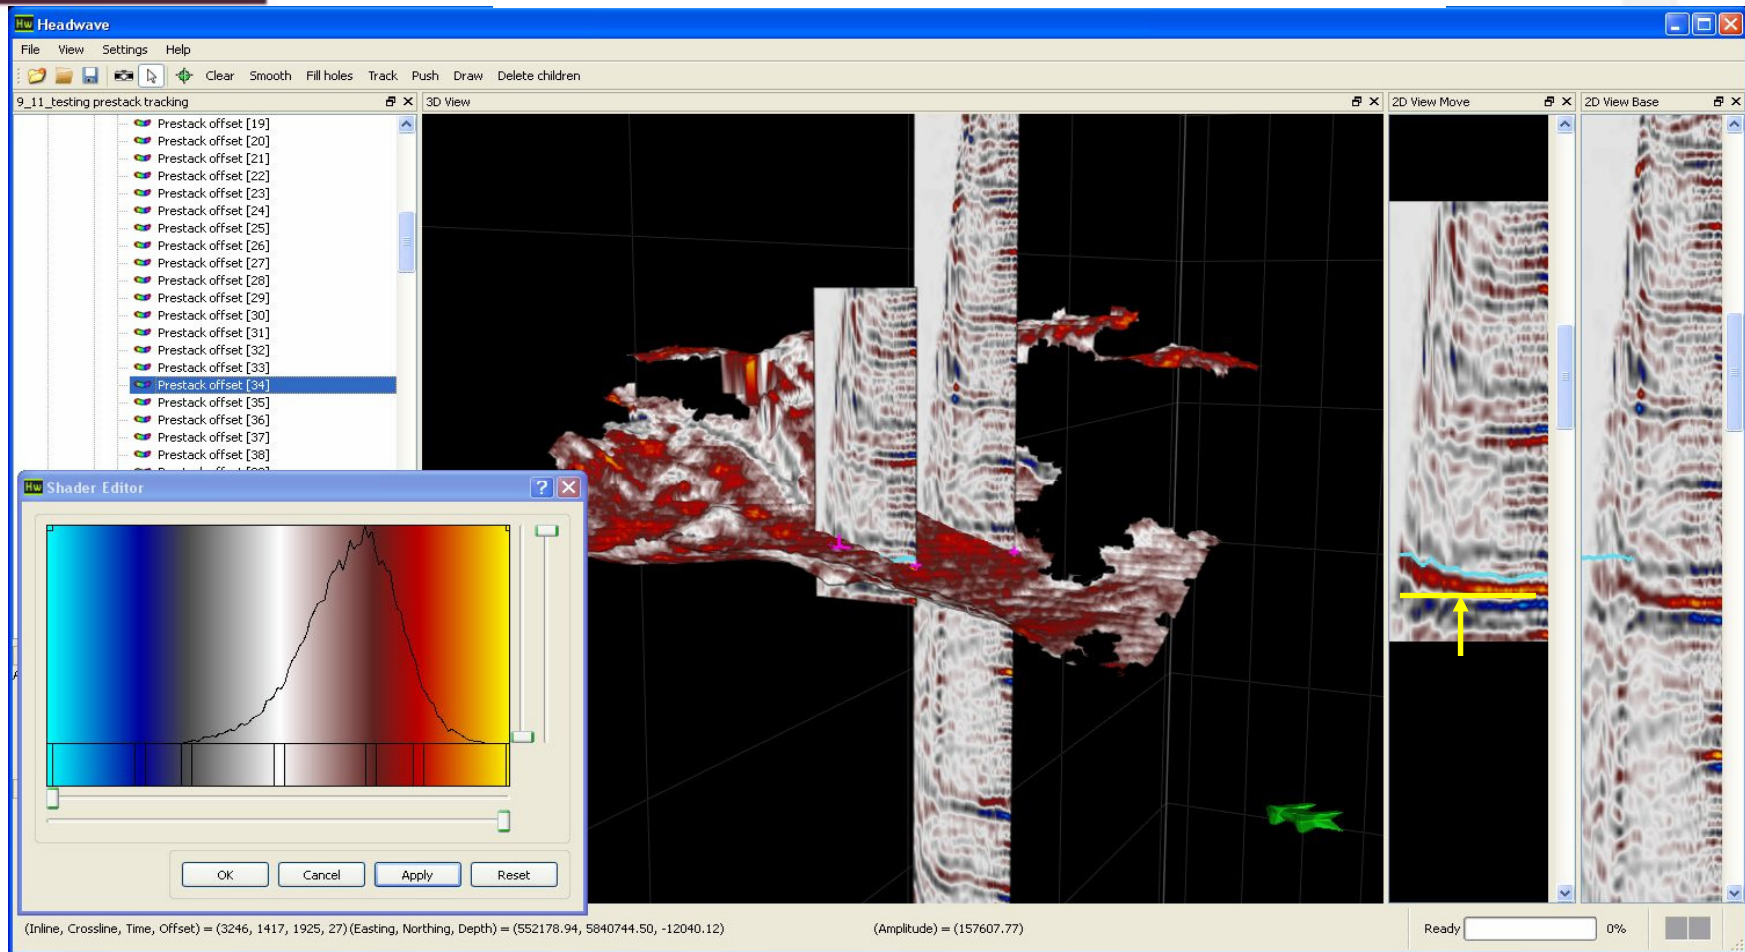 Headwave
File View Settings Help
Clear Smooth Fill holes Track Push Draw Delete children
9_11_testing prestack tracking
3D View
2D View Move
2D View Base
Prestack offset [19]
Prestack offset [20]
Prestack offset [21]
Prestack offset [22]
Prestack offset [23]
Prestack offset [24]
Prestack offset [25]
Prestack offset [26]
Prestack offset [27]
Prestack offset [28]
Prestack offset [29]
Prestack offset [30]
Prestack offset [31]
Prestack offset [32]
Prestack offset [33]
Prestack offset [34]
Prestack offset [35]
Prestack offset [36]
Prestack offset [37]
Prestack offset [38]
Hw Shader Editor
OK Cancel Apply Reset
(Inline, Crossline, Time, Offset) = (3246, 1417, 1925, 27) (Easting, Northing, Depth) = (552178.94, 5840744.50, -12040.12)
(Amplitude) = (157607.77)
Ready 0%